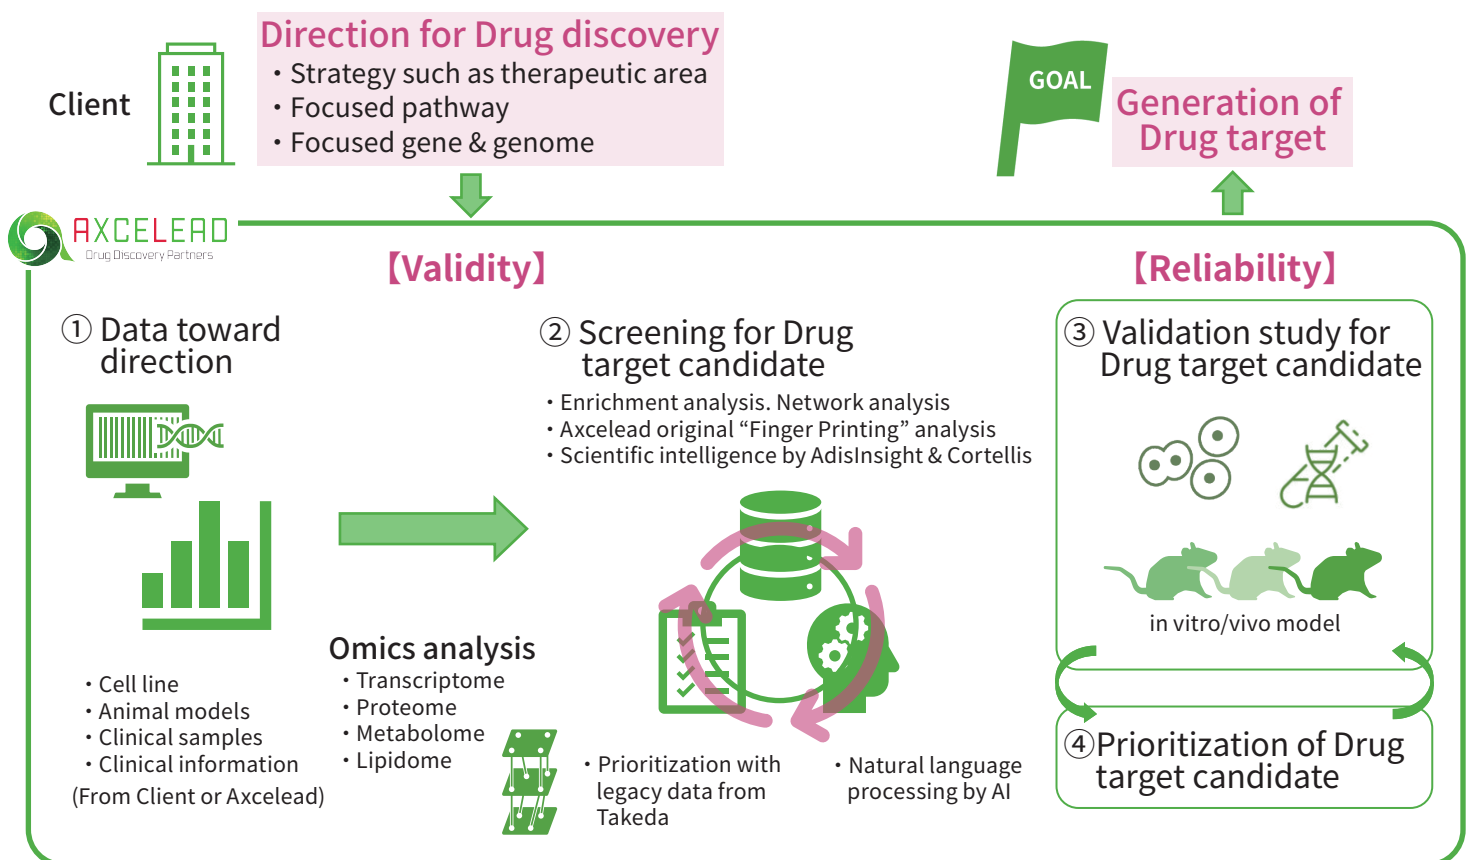 Client
Direction for Drug discovery
・Strategy such as therapeutic area
・Focused pathway
・Focused gene & genome
GOAL
Generation of
Drug target
AXCELEAD
Drug Discovery Partners
【Validity】
【Reliability】
① Data toward
direction
・Cell line
・Animal models
・Clinical samples
・Clinical information
(From Client or Axcelead)
Omics analysis
・Transcriptome
・Proteome
・Metabolome
・Lipidome
② Screening for Drug
target candidate
・Enrichment analysis. Network analysis
・Axcelead original “Finger Printing” analysis
・Scientific intelligence by AdisInsight & Cortellis
・Prioritization with
legacy data from
Takeda
・Natural language
processing by AI
③ Validation study for
Drug target candidate
in vitro/vivo model
④Prioritization of Drug
target candidate